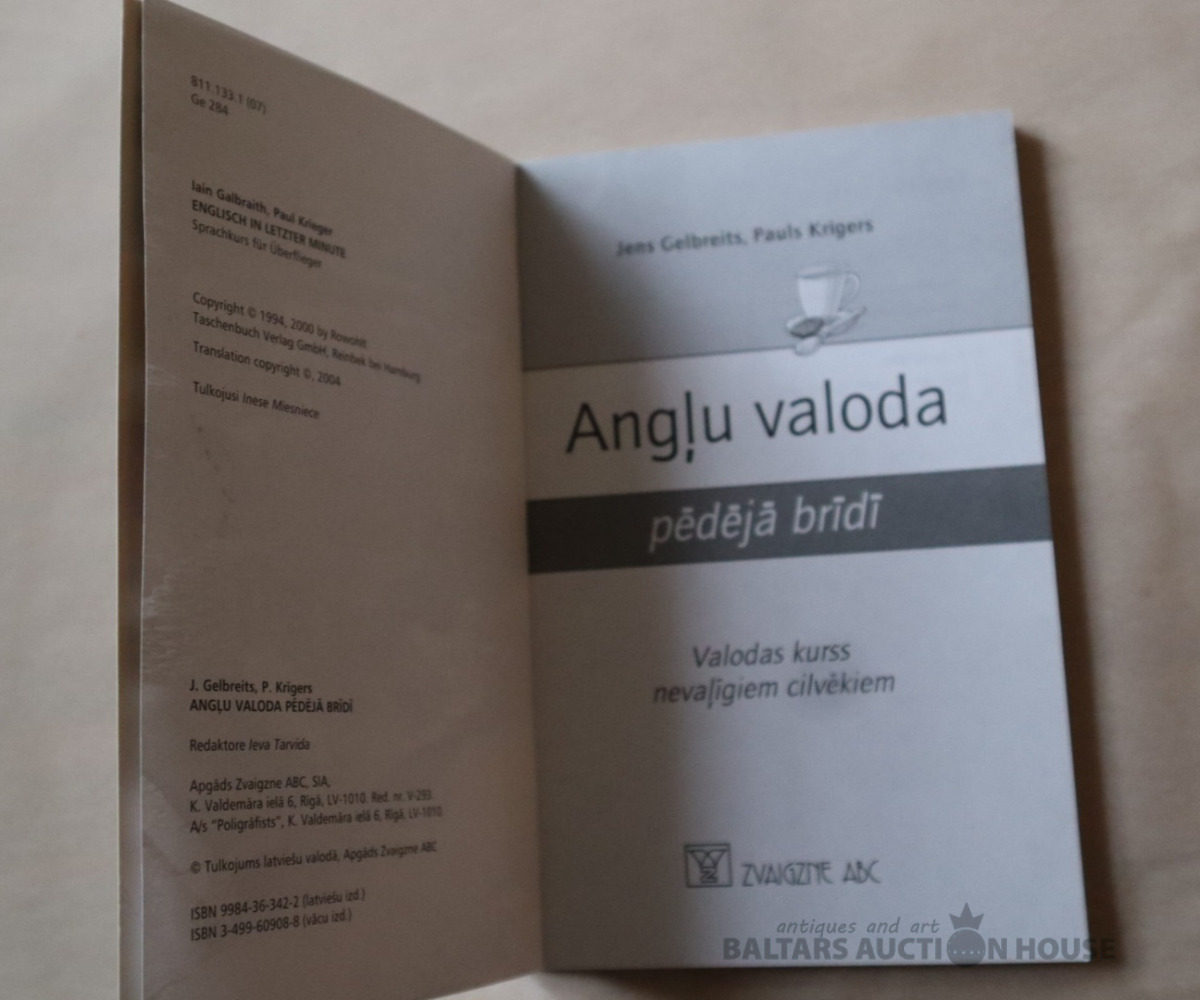 811.133.1 (07)
Ge 284
Iain Galbraith, Paul Krieger
ENGLISCH IN LETZTER MINUTE
Sprachkurs für Überflieger
Copyright © 1994, 2000 by Rowohlt
Taschenbuch Verlag GmbH, Reinbek bei Hamburg
Translation copyright ©, 2004
Tulkojusi Inese Miesniece
J. Gelbreits, P. Krigers
ANGĻU VALODA PĒDĒJĀ BRĪDĪ
Redaktore Ieva Tarvida
Apgāds Zvaigzne ABC, SIA,
K. Valdemāra ielā 6, Rīgā, LV-1010. Red. nr. V-293.
A/s "Poligrāfists", K. Valdemāra ielā 6, Rīgā, LV-1010.
© Tulkojums latviešu valodā, Apgāds Zvaigzne ABC
ISBN 9984-36-342-2 (latviešu izd.)
ISBN 3-499-60908-8 (vācu izd.)
Jens Gelbreits, Pauls Krigers
Angļu valoda
pēdējā brīdī
Valodas kurss
nevaļīgiem cilvēkiem
ZVAIGZNE ABC
antiques and art
BALTARS AUCTION HOUSE